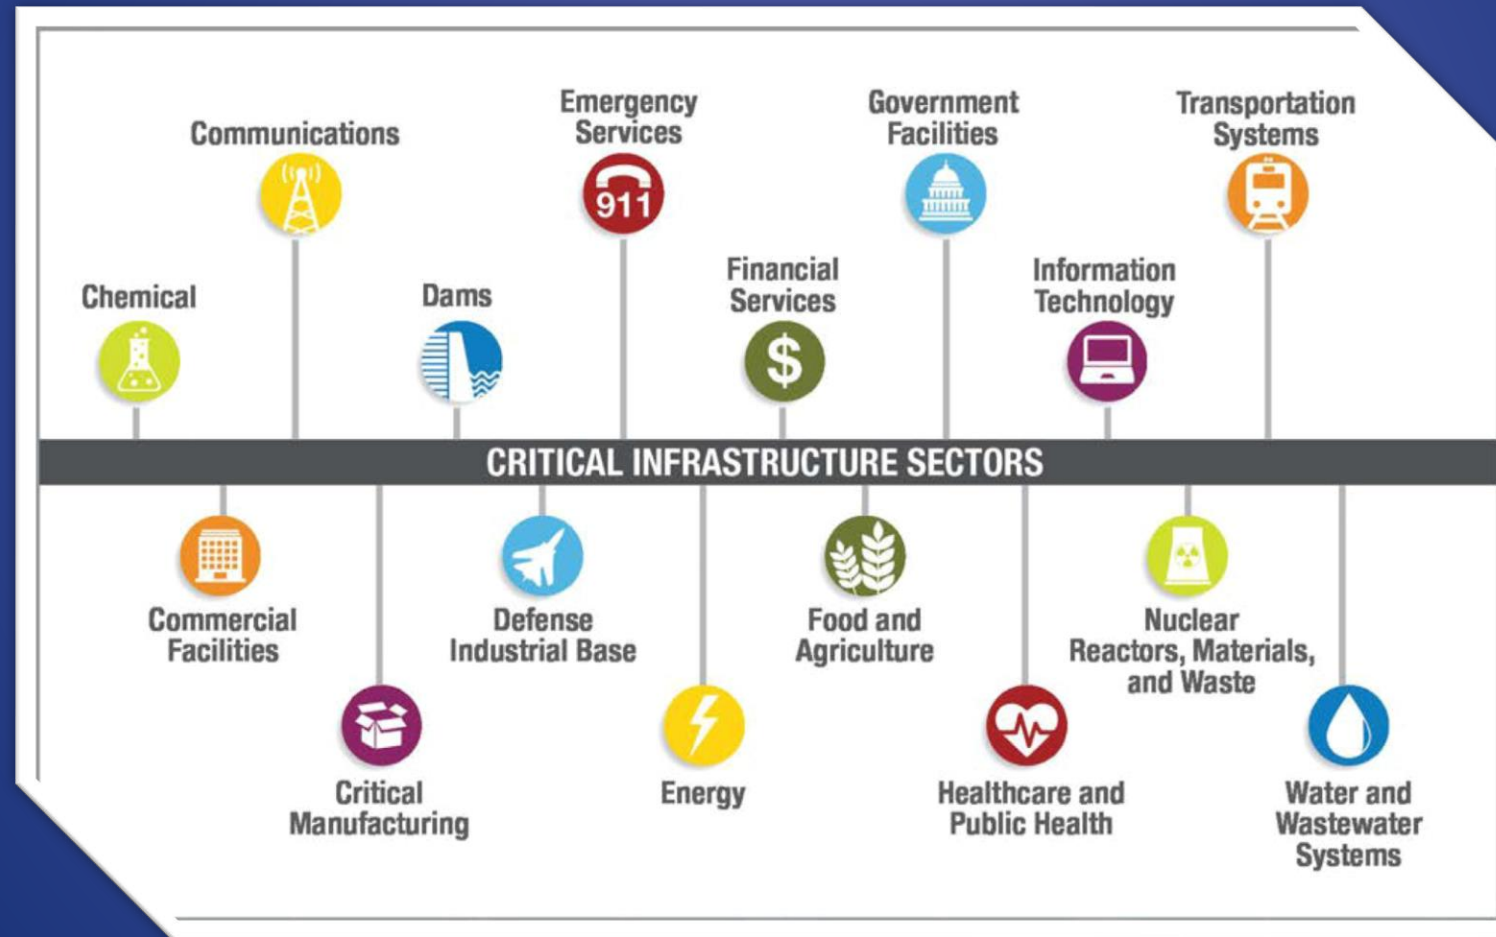 Communications
Emergency
Services
911
Government
Facilities
Transportation
Systems
Chemical
Dams
Financial
Services
$
Information
Technology
CRITICAL INFRASTRUCTURE SECTORS
Commercial
Facilities
Defense
Industrial Base
Food and
Agriculture
Nuclear
Reactors, Materials,
and Waste
Critical
Manufacturing
Energy
Healthcare and
Public Health
Water and
Wastewater
Systems